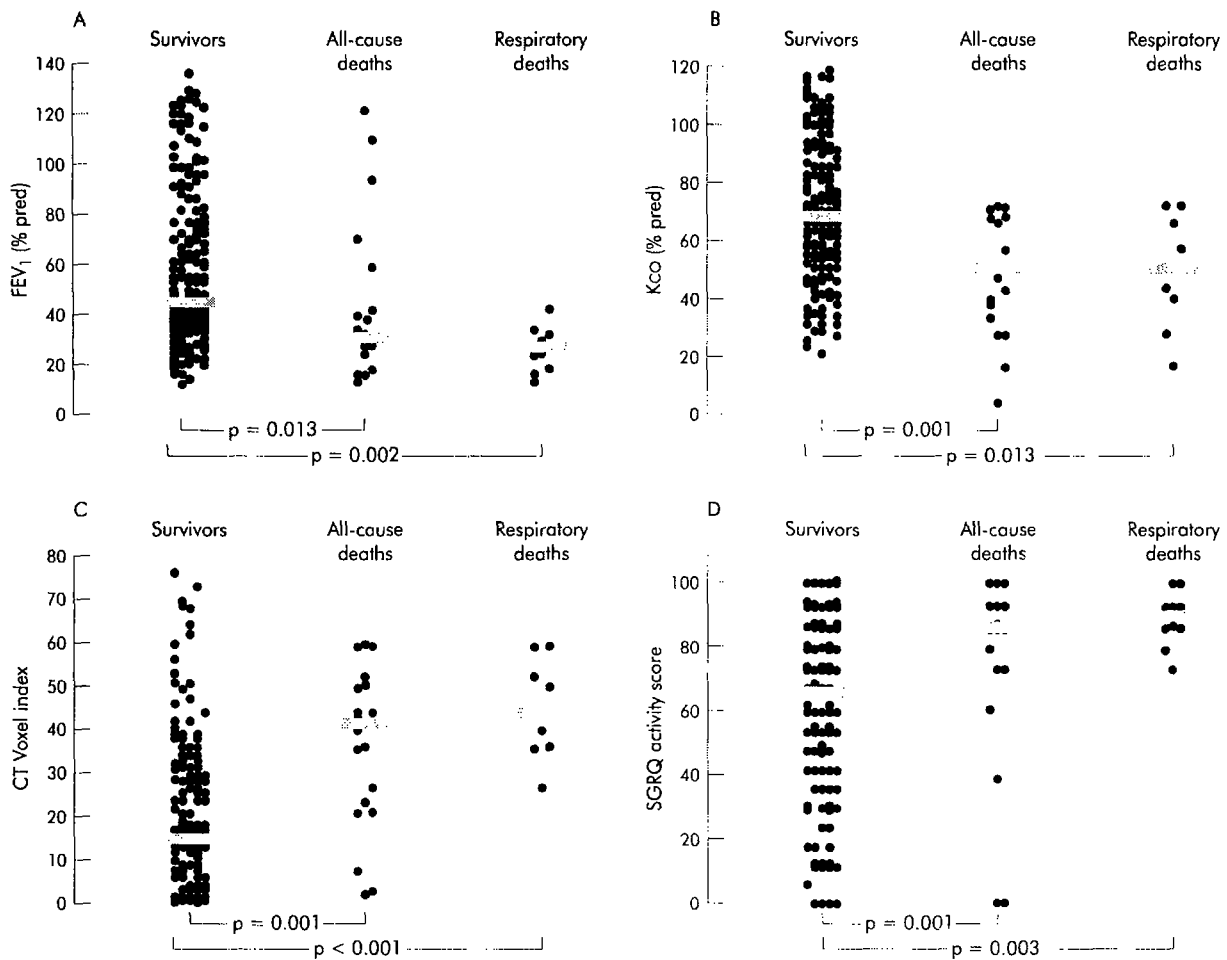 A
Survivors
All-cause
deaths
Respiratory
deaths
FEV1 (% pred)
140
120
100
80
60
40
20
0
p = 0.013
p = 0.002
B
Survivors
All-cause
deaths
Respiratory
deaths
Kco (% pred)
120
100
80
60
40
20
0
p = 0.001
p = 0.013
C
Survivors
All-cause
deaths
Respiratory
deaths
CT Voxel index
80
70
60
50
40
30
20
10
0
p = 0.001
p < 0.001
D
Survivors
All-cause
deaths
Respiratory
deaths
SGRQ activity score
100
80
60
40
20
0
p = 0.001
p = 0.003